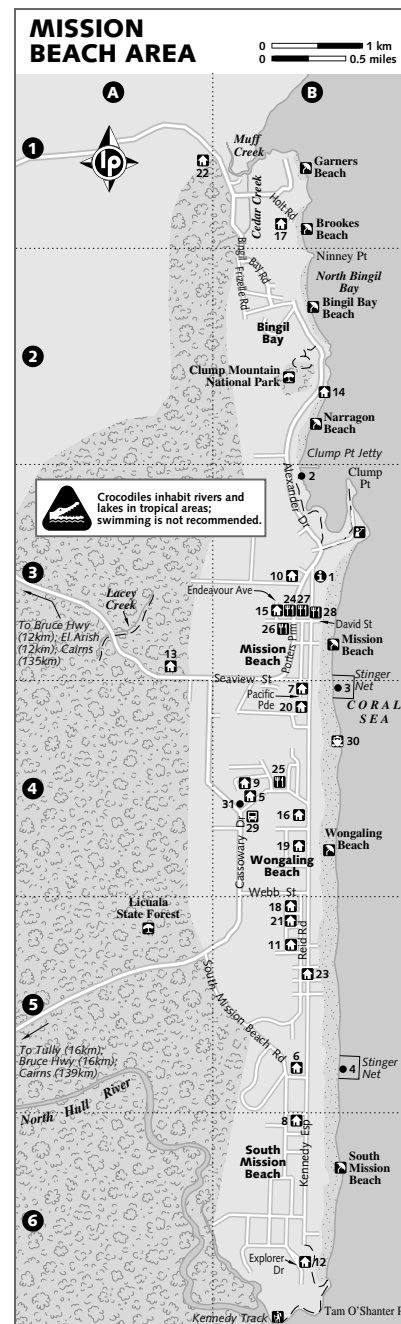 MISSION
BEACH AREA
0 1 km
0 0.5 miles
A
B
1
lp
22
Muff
Creek
Cedar Creek
Holt Rd
17
Garners
Beach
Brookes
Beach
Ninney Pt
North Bingil
Bay
Bingil Bay
Beach
Bingil
Bay Rd
Frizelle Rd
Bingil
Bay
2
Clump Mountain
National Park
14
Narragon
Beach
Clump Pt Jetty
2
Clump
Pt
Alexander Dr
Crocodiles inhabit rivers and
lakes in tropical areas;
swimming is not recommended.
3
10
1
Endeavour Ave
24 27
15
28
David St
26
Porters Prm
Mission
Beach
Mission
Beach
Lacey
Creek
To Bruce Hwy
(12km); El Arish
(12km); Cairns
(135km)
13
Seaview St
7
Pacific
Pde
20
3
Stinger
Net
CORAL
SEA
30
4
25
9
5
31
29
16
Cassowary Dr
19
Wongaling
Beach
Wongaling
Beach
Webb St
Licuala
State Forest
18
21
11
Reid Rd
23
5
South Mission Beach Rd
To Tully (16km);
Bruce Hwy (16km);
Cairns (139km)
6
4
Stinger
Net
North Hull River
8
Kennedy Esp
South
Mission
Beach
South
Mission
Beach
6
Explorer
Dr
12
Kennedy Track
Tam O'Shanter P